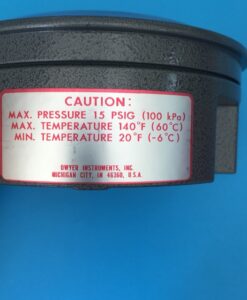 CAUTION:
MAX. PRESSURE 15 PSIG (100 kPa)
MAX. TEMPERATURE 140°F (60°C)
MIN. TEMPERATURE 20°F (-6°C)
DWYER INSTRUMENTS, INC.
MICHIGAN CITY, IN 46360, U.S.A.